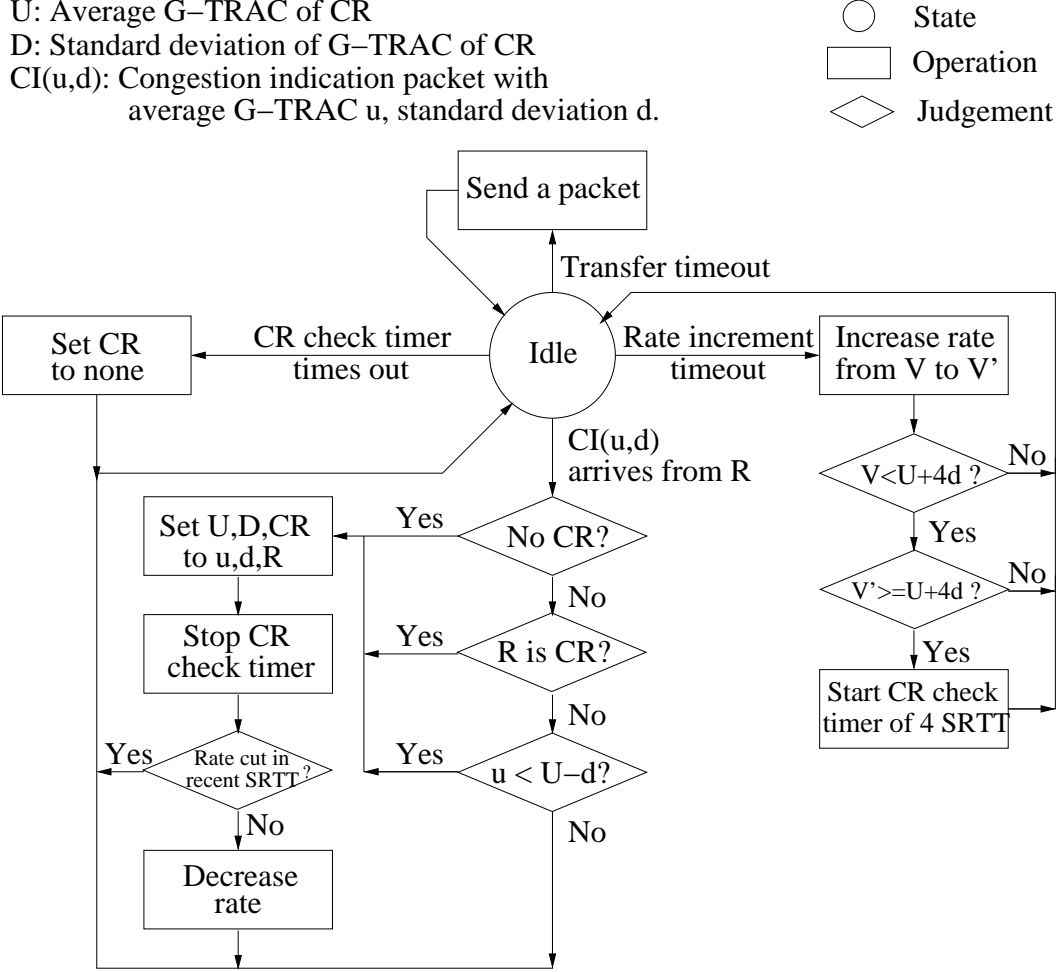 U: Average G−TRAC of CR
D: Standard deviation of G−TRAC of CR
CI(u,d): Congestion indication packet with
average G−TRAC u, standard deviation d.
State
Operation
Judgement
Send a packet
Transfer timeout
Set CR
to none
CR check timer
times out
Idle
Rate increment
timeout
Increase rate
from V to V'
CI(u,d)
arrives from R
V<U+4d ?
No
Yes
V'>=U+4d ?
No
Yes
Start CR check
timer of 4 SRTT
Set U,D,CR
to u,d,R
Yes
No CR?
No
Stop CR
check timer
Yes
R is CR?
No
Yes
Rate cut in
recent SRTT ?
Yes
u < U−d?
No
No
Decrease
rate